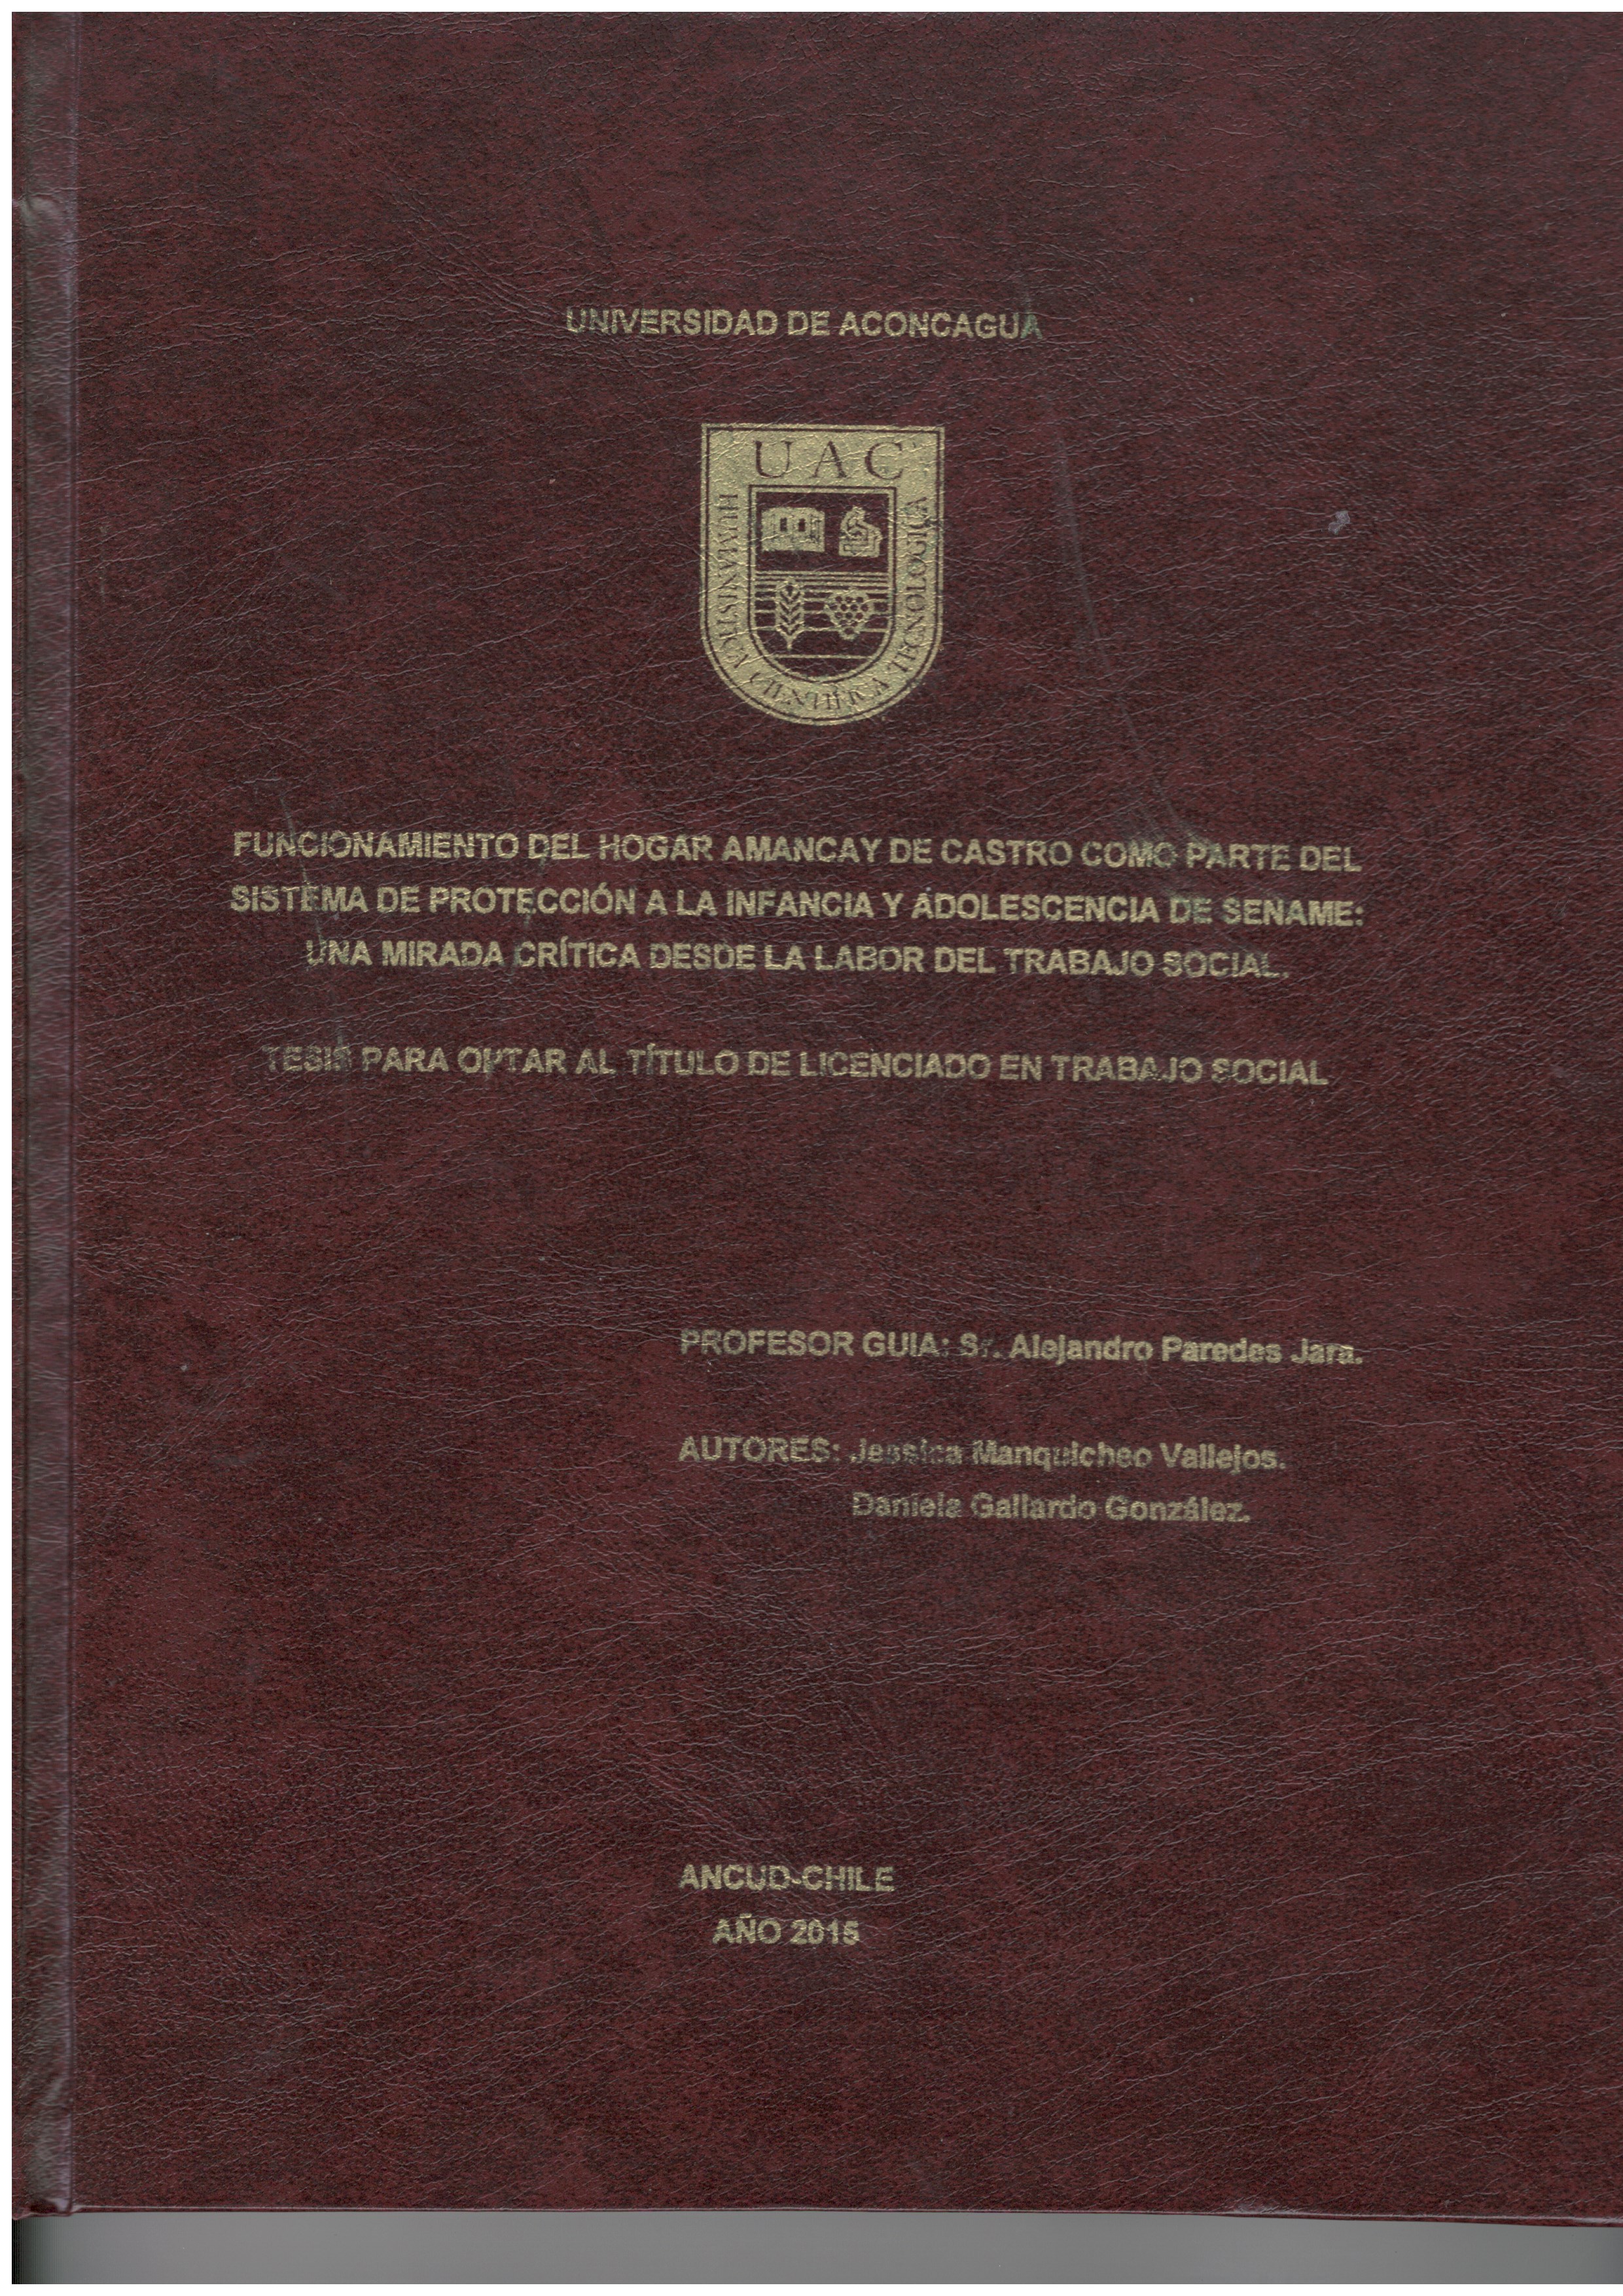 UNIVERSIDAD DE ACONCAGUA
U A C
HUMANISTICA CIENTÍFICA TECNOLOGICA
FUNCIONAMIENTO DEL HOGAR AMANCAY DE CASTRO COMO PARTE DEL
SISTEMA DE PROTECCIÓN A LA INFANCIA Y ADOLESCENCIA DE SENAME:
UNA MIRADA CRÍTICA DESDE LA LABOR DEL TRABAJO SOCIAL.
TESIS PARA OPTAR AL TÍTULO DE LICENCIADO EN TRABAJO SOCIAL
PROFESOR GUIA: Sr. Alejandro Paredes Jara.
AUTORES: Jessica Manquicheo Vallejos.
Daniela Gallardo González.
ANCUD-CHILE
AÑO 2015